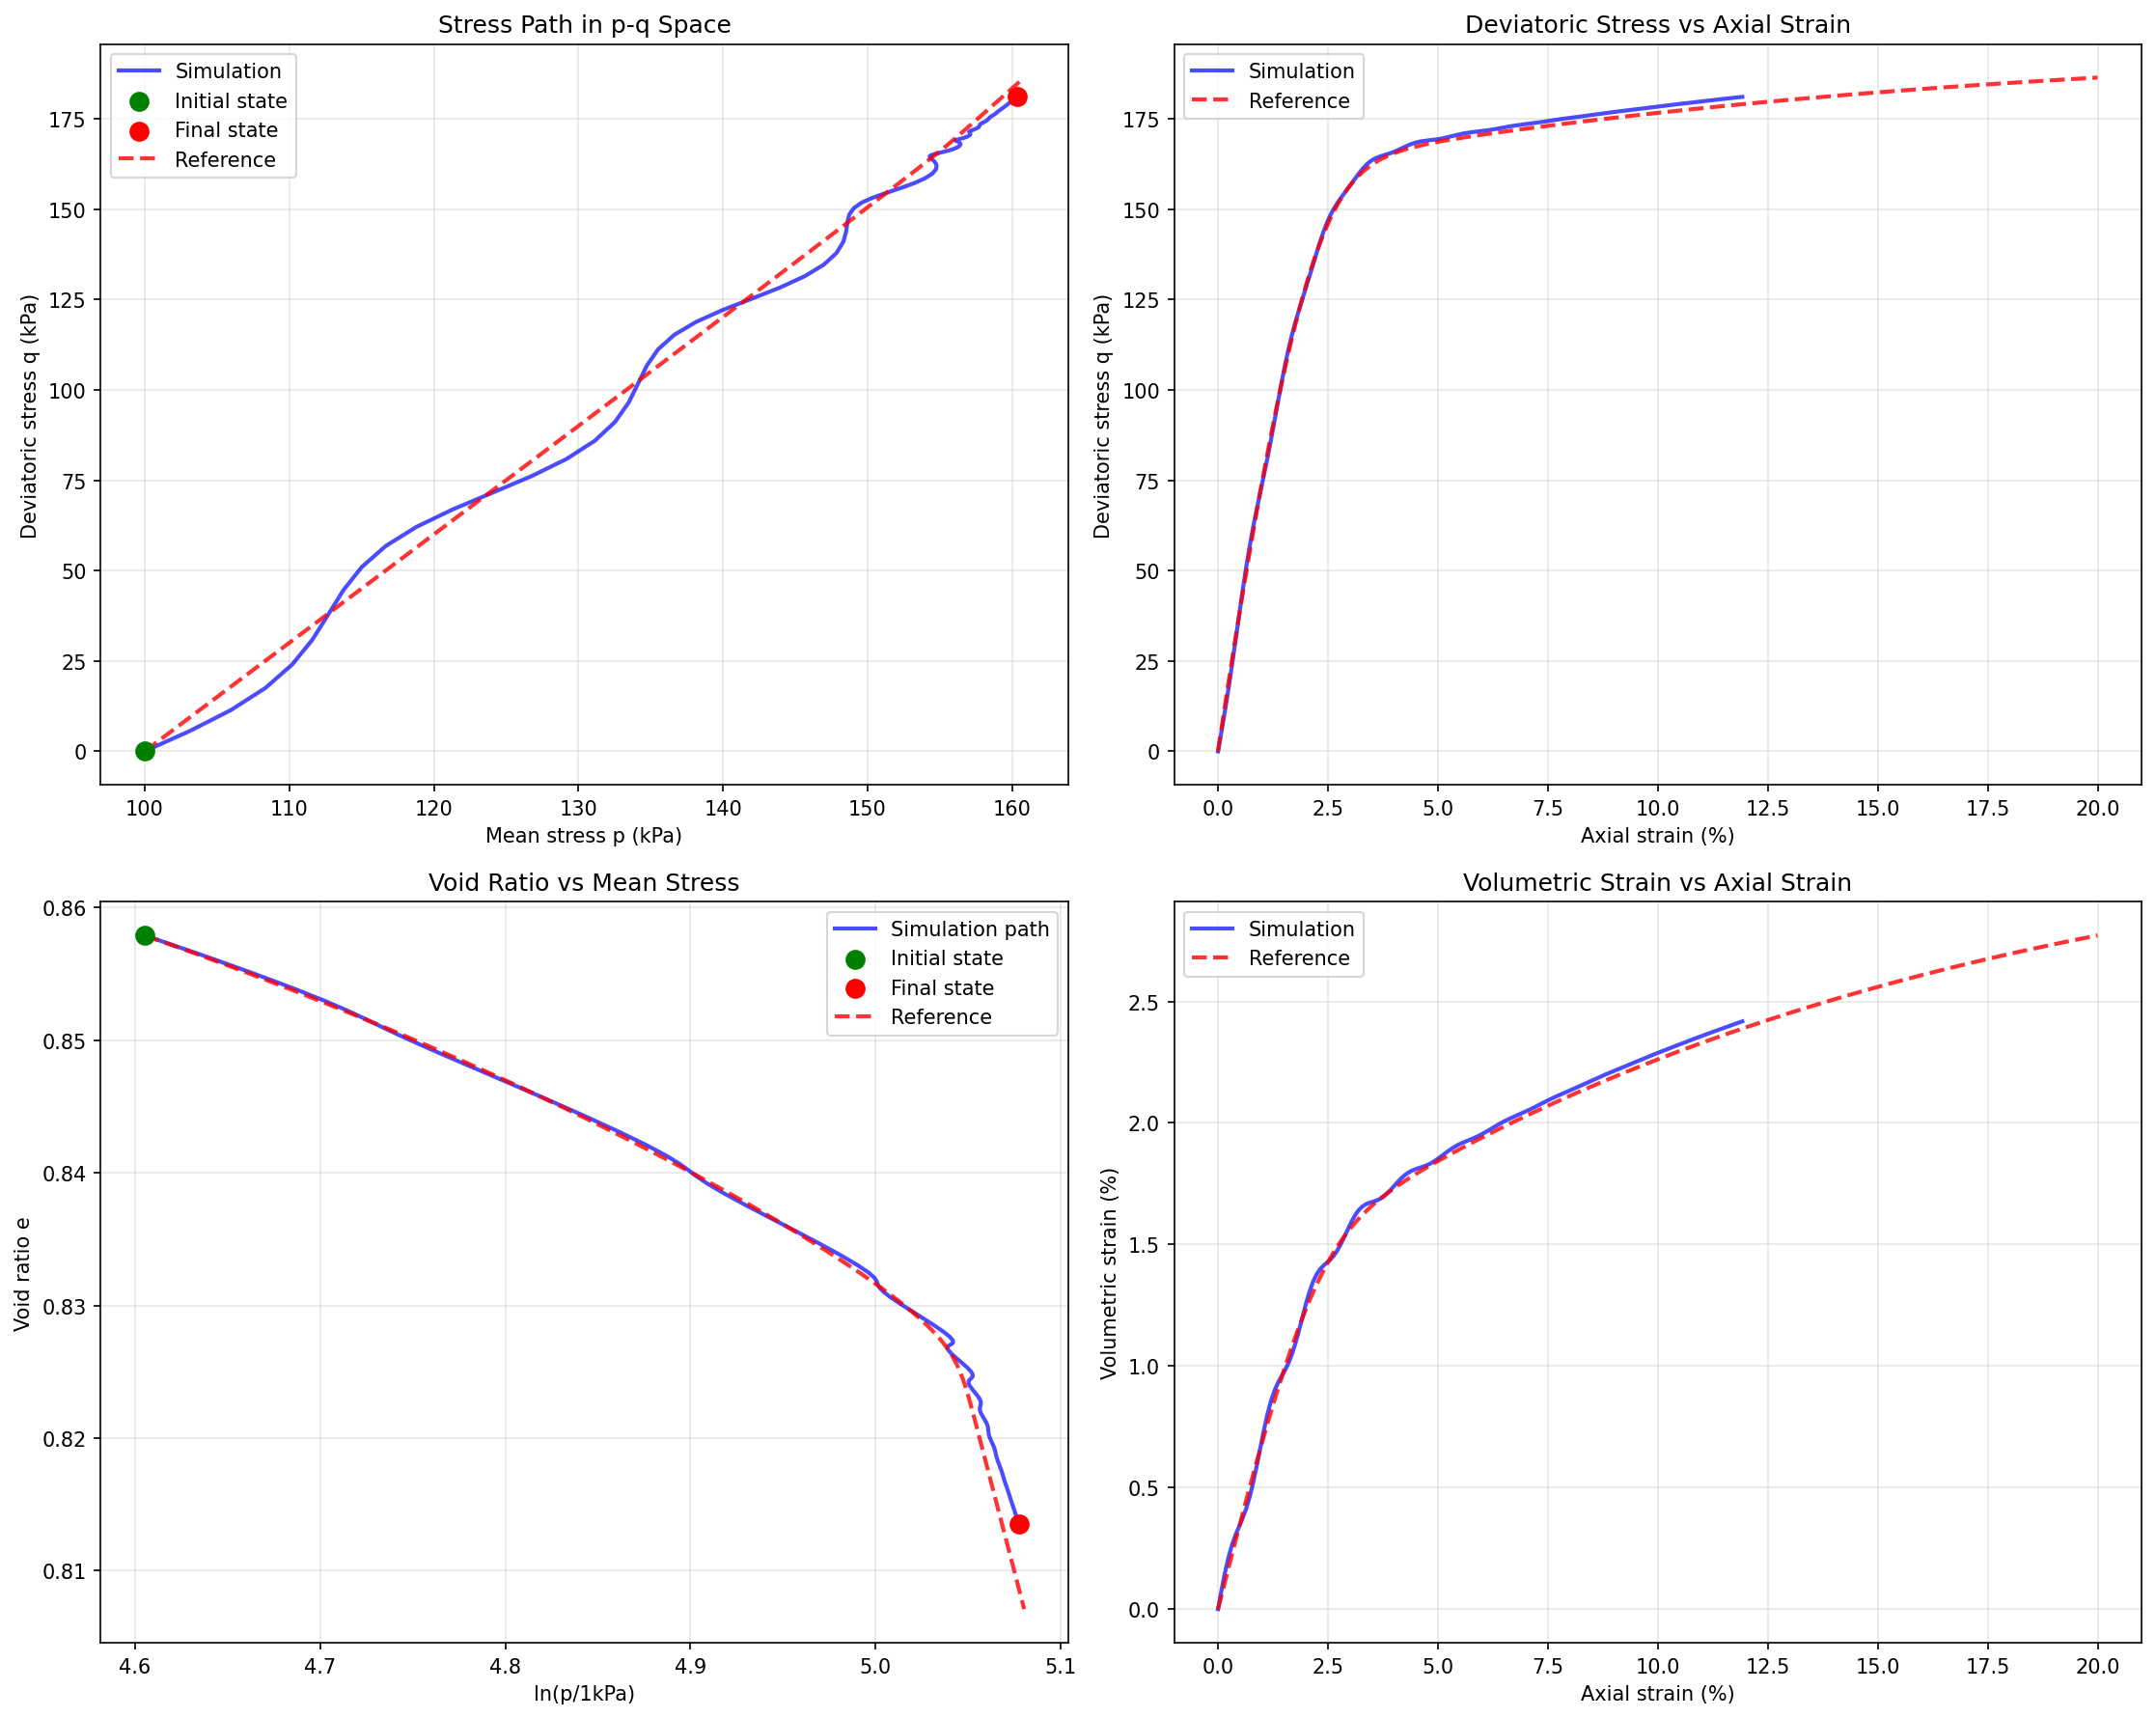 Stress Path in p-q Space
Simulation
Initial state
Final state
Reference
175
150
125
100
75
50
25
0
Deviatoric stress q (kPa)
100 110 120 130 140 150 160
Mean stress p (kPa)
Deviatoric Stress vs Axial Strain
Simulation
Reference
175
150
125
100
75
50
25
0
Deviatoric stress q (kPa)
0.0 2.5 5.0 7.5 10.0 12.5 15.0 17.5 20.0
Axial strain (%)
Void Ratio vs Mean Stress
Simulation path
Initial state
Final state
Reference
0.86
0.85
0.84
0.83
0.82
0.81
Void ratio e
4.6 4.7 4.8 4.9 5.0 5.1
ln(p/1kPa)
Volumetric Strain vs Axial Strain
Simulation
Reference
2.5
2.0
1.5
1.0
0.5
0.0
Volumetric strain (%)
0.0 2.5 5.0 7.5 10.0 12.5 15.0 17.5 20.0
Axial strain (%)